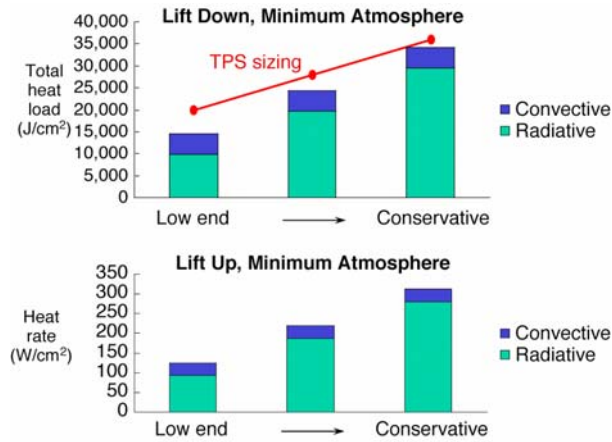 Lift Down, Minimum Atmosphere
40,000
35,000
30,000
25,000
20,000
15,000
10,000
5,000
0
Total
heat
load
(J/cm²)
TPS sizing
Convective
Radiative
Low end
Conservative
Lift Up, Minimum Atmosphere
350
300
250
200
150
100
50
0
Heat
rate
(W/cm²)
Convective
Radiative
Low end
Conservative